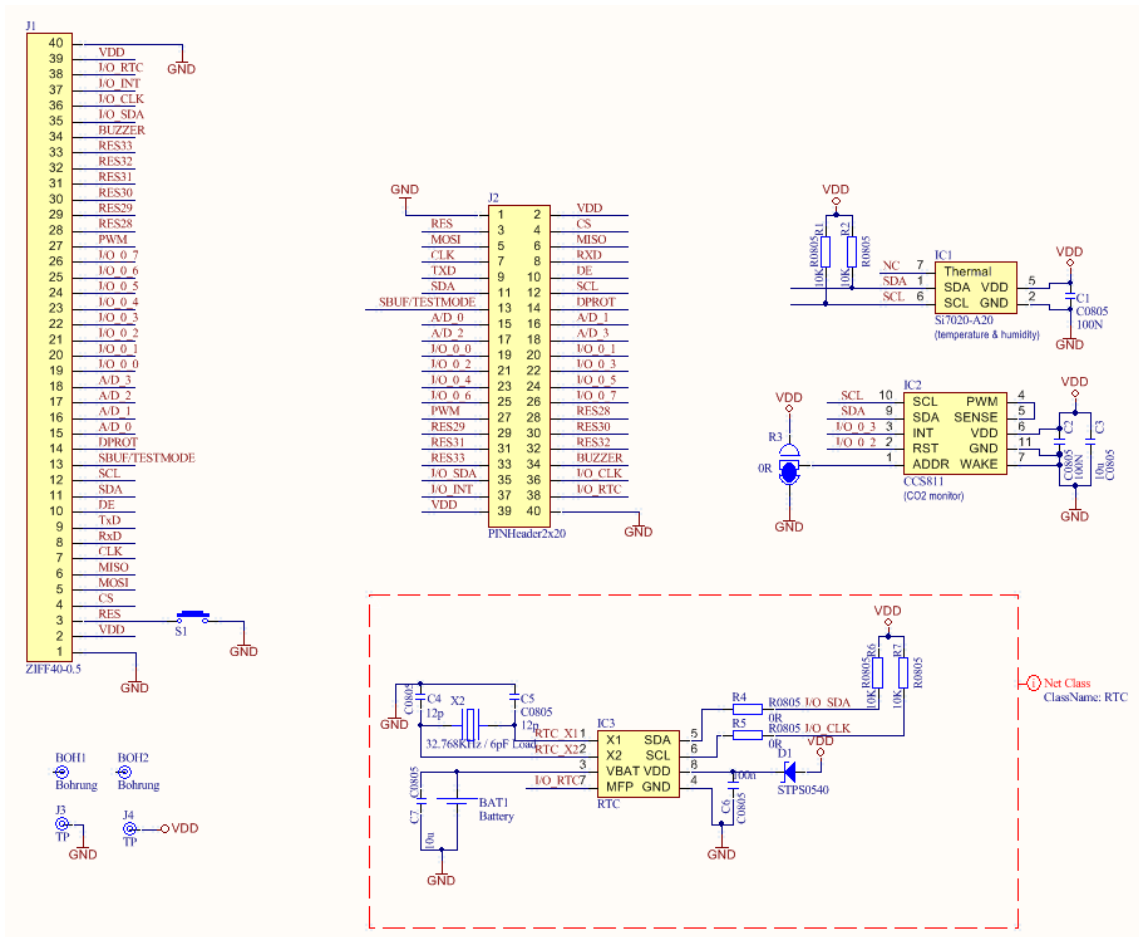 J1
40
39 VDD
38 I/O_RTC
37 I/O_INT
36 I/O_CLK
35 I/O_SDA
34 BUZZER
33 RES33
32 RES32
31 RES31
30 RES30
29 RES29
28 RES28
27 PWM
26 I/O_0_7
25 I/O_0_6
24 I/O_0_5
23 I/O_0_4
22 I/O_0_3
21 I/O_0_2
20 I/O_0_1
19 I/O_0_0
18 A/D_3
17 A/D_2
16 A/D_1
15 A/D_0
14 DPROT
13 SBUF/TESTMODE
12 SCL
11 SDA
10 DE
9 TxD
8 RxD
7 CLK
6 MISO
5 MOSI
4 CS
3 RES
2 VDD
1
ZIFF40-0.5
GND
S1
GND
GND
BOH1
Bohrung
BOH2
Bohrung
J3
TP
GND
J4
TP
VDD
GND
J2
1 2 VDD
RES 3 4 CS
MOSI 5 6 MISO
CLK 7 8 RXD
TXD 9 10 DE
SDA 11 12 SCL
SBUF/TESTMODE 13 14 DPROT
A/D_0 15 16 A/D_1
A/D_2 17 18 A/D_3
I/O_0_0 19 20 I/O_0_1
I/O_0_2 21 22 I/O_0_3
I/O_0_4 23 24 I/O_0_5
I/O_0_6 25 26 I/O_0_7
PWM 27 28 RES28
RES29 29 30 RES30
RES31 31 32 RES32
RES33 33 34 BUZZER
I/O_SDA 35 36 I/O_CLK
I/O_INT 37 38 I/O_RTC
VDD 39 40
PINHeader2x20
GND
VDD
R1
R0805
10K
R2
R0805
10K
IC1
NC 7 Thermal
SDA 1 SDA VDD 5
SCL 6 SCL GND 2
Si7020-A20
(temperature & humidity)
VDD
C1
C0805
100N
GND
IC2
SCL 10 SCL PWM 4
SDA 9 SDA SENSE 5
I/O_0_3 3 INT VDD 6
I/O_0_2 2 RST GND 11
1 ADDR WAKE 7
CCS811
(CO2 monitor)
VDD
R3
0R
GND
VDD
C2
C0805
100N
C3
10u
C0805
GND
Net Class
ClassName: RTC
GND
C0805
C4
12p
X2
C5
C0805
12p
32.768KHz / 6pF Load
IC3
RTC_X1 1 X1 SDA 5
RTC_X2 2 X2 SCL 6
3 VBAT VDD 8
I/O_RTC 7 MFP GND 4
RTC
C0805
C7
10u
BAT1
Battery
GND
R4
R0805
0R
I/O_SDA
R5
R0805
0R
I/O_CLK
VDD
R6
R0805
10K
R7
R0805
10K
D1
VDD
STPS0540
100n
C6
C0805
GND